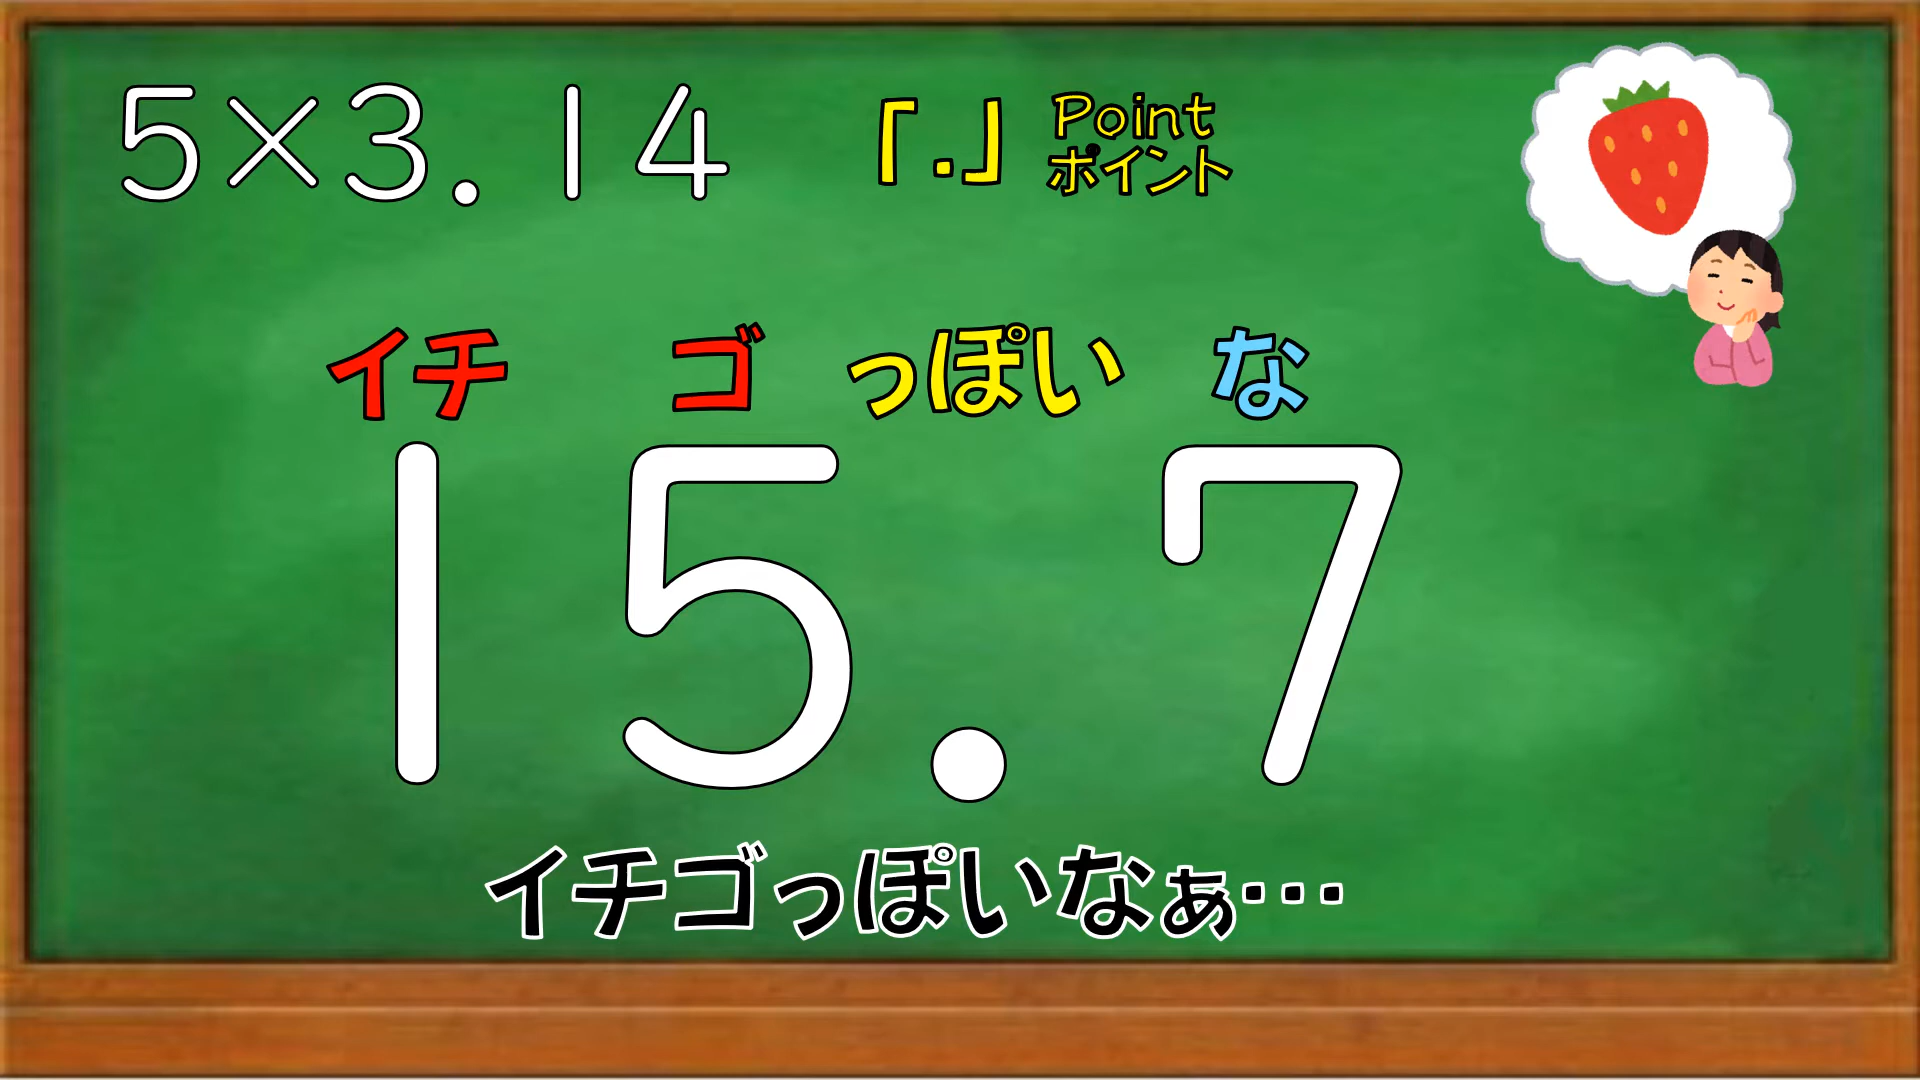 5×3.14 「.」 Point
ポイント
イチ ゴ っぽい な
15.7
イチゴっぽいなぁ…